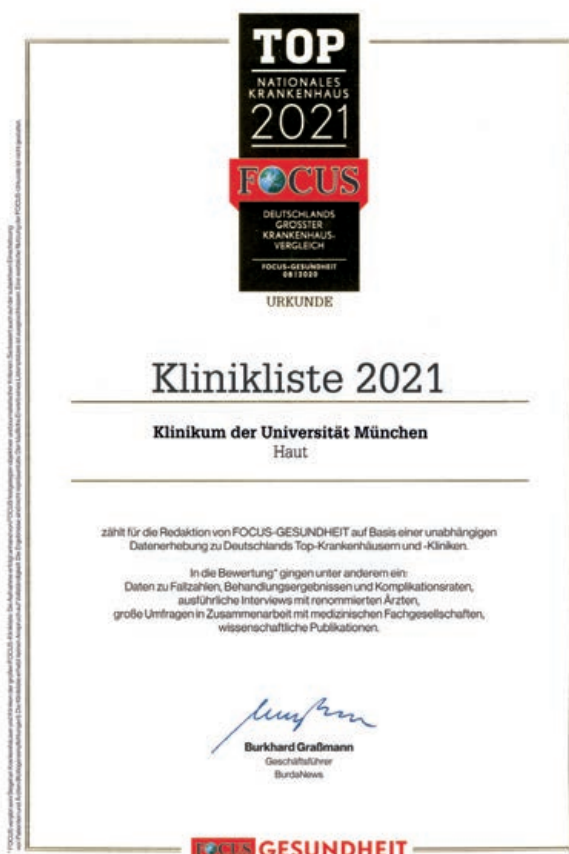 TOP
NATIONALES
KRANKENHAUS
2021
FOCUS
DEUTSCHLANDS
GRÖSSTER
KRANKENHAUS-
VERGLEICH
FOCUS-GESUNDHEIT
08|2020
URKUNDE
Klinikliste 2021
Klinikum der Universität München
Haut
zählt für die Redaktion von FOCUS-GESUNDHEIT auf Basis einer unabhängigen
Datenerhebung zu Deutschlands Top-Krankenhäusern und -Kliniken.
In die Bewertung* gingen unter anderem ein:
Daten zu Fallzahlen, Behandlungsergebnissen und Komplikationsraten,
ausführliche Interviews mit renommierten Ärzten,
große Umfragen in Zusammenarbeit mit medizinischen Fachgesellschaften,
wissenschaftliche Publikationen.
Burkhard Graßmann
Geschäftsführer
BurdaNews
FOCUS GESUNDHEIT